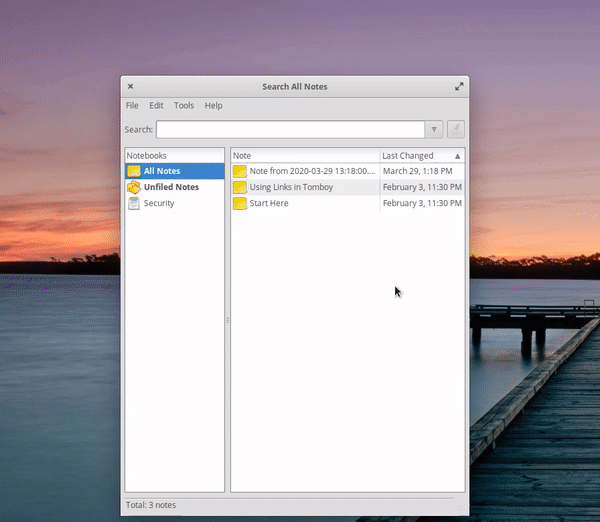 Search All Notes
File Edit Tools Help
Search:
Notebooks
All Notes
Unfiled Notes
Security
Note Last Changed
Note from 2020-03-29 13:18:00.... March 29, 1:18 PM
Using Links in Tomboy February 3, 11:30 PM
Start Here February 3, 11:30 PM
Total: 3 notes